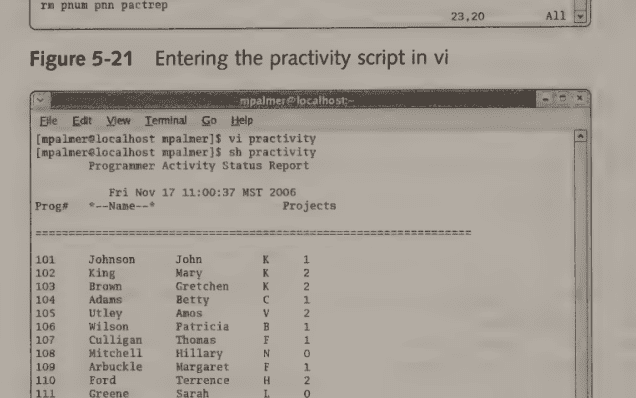 rm pnum pnn pactrep
23,20 All
Figure 5-21 Entering the practivity script in vi
mpalmer@localhost:~
File Edit View Terminal Go Help
[mpalmer@localhost mpalmer]$ vi practivity
[mpalmer@localhost mpalmer]$ sh practivity
Programmer Activity Status Report
Fri Nov 17 11:00:37 MST 2006
Prog# *--Name--* Projects
=================================================================
101 Johnson John K 1
102 King Mary K 2
103 Brown Gretchen K 2
104 Adams Betty C 1
105 Utley Amos V 2
106 Wilson Patricia B 1
107 Culligan Thomas F 1
108 Mitchell Hillary N 0
109 Arbuckle Margaret F 1
110 Ford Terrence H 2
111 Greene Sarah L 0